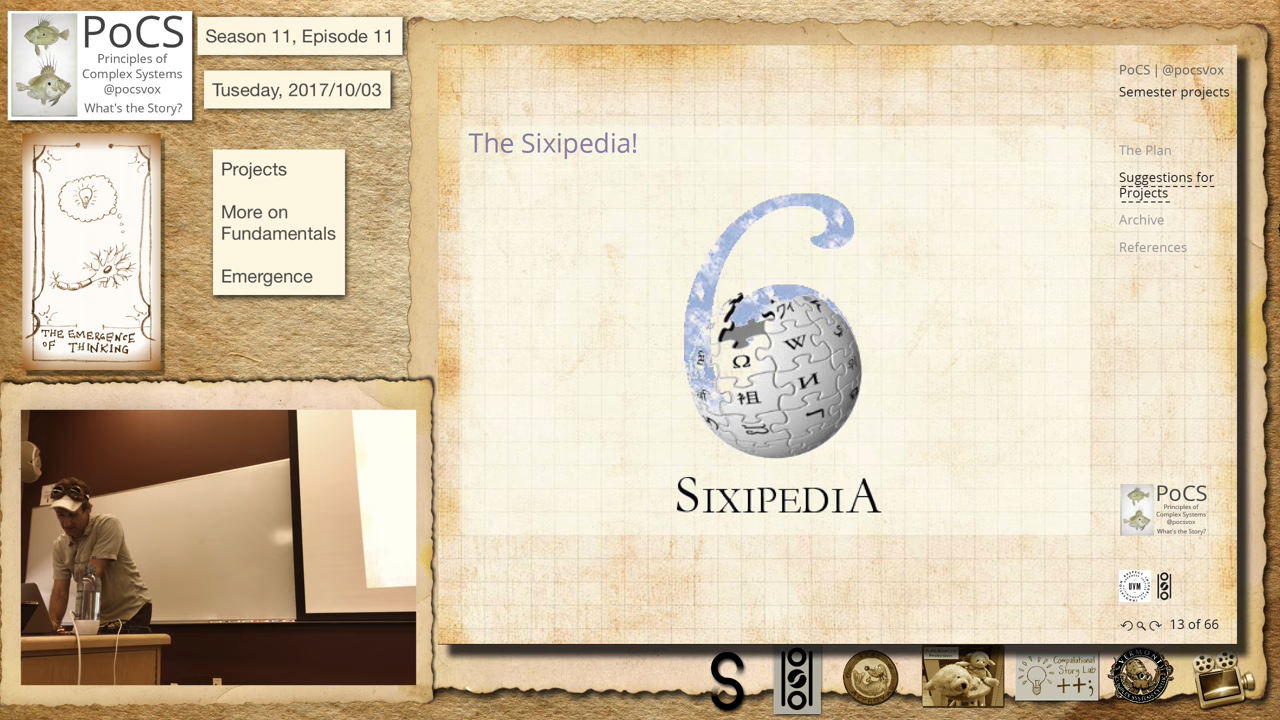 PoCS
Principles of
Complex Systems
@pocsvox
What's the Story?
Season 11, Episode 11
Tuseday, 2017/10/03
THE EMERGENCE
OF THINKING
Projects
More on
Fundamentals
Emergence
PoCS | @pocsvox
Semester projects
The Sixipedia!
The Plan
Suggestions for
Projects
Archive
References
Ω
W
И
祖
SIXIPEDIA
PoCS
Principles of
Complex Systems
@pocsvox
What's the Story?
UVM
13 of 66
Computational
Story Lab
++;
VERMONT